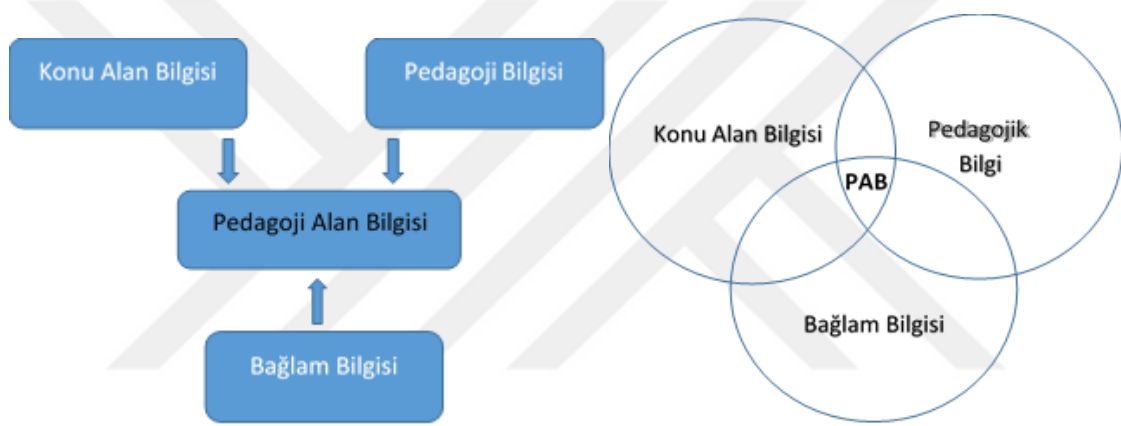 Konu Alan Bilgisi
Pedagoji Bilgisi
Pedagoji Alan Bilgisi
Bağlam Bilgisi
Konu Alan Bilgisi
Pedagojik
Bilgi
PAB
Bağlam Bilgisi